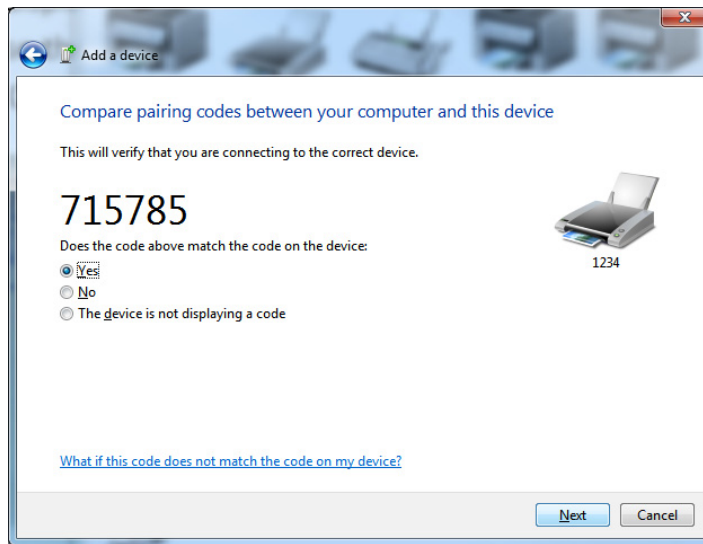 Add a device
Compare pairing codes between your computer and this device
This will verify that you are connecting to the correct device.
715785
Does the code above match the code on the device:
Yes
1234
No
The device is not displaying a code
What if this code does not match the code on my device?
Next Cancel